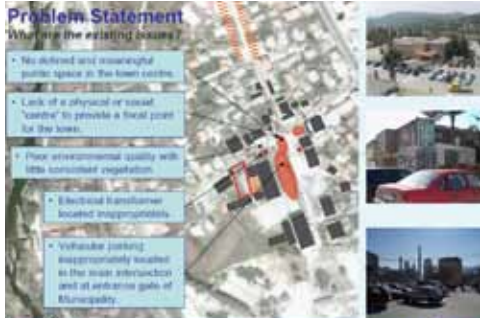 Problem Statement
What are the existing issues?
• No defined and meaningful
public space in the town centre.
• Lack of a physical or social
"centre" to provide a focal point
for the town.
• Poor environmental quality with
little consistent vegetation.
• Electrical transformer
located inappropriately.
• Vehicular parking
inappropriately located
in the main intersection
and at entrance gate of
Municipality.